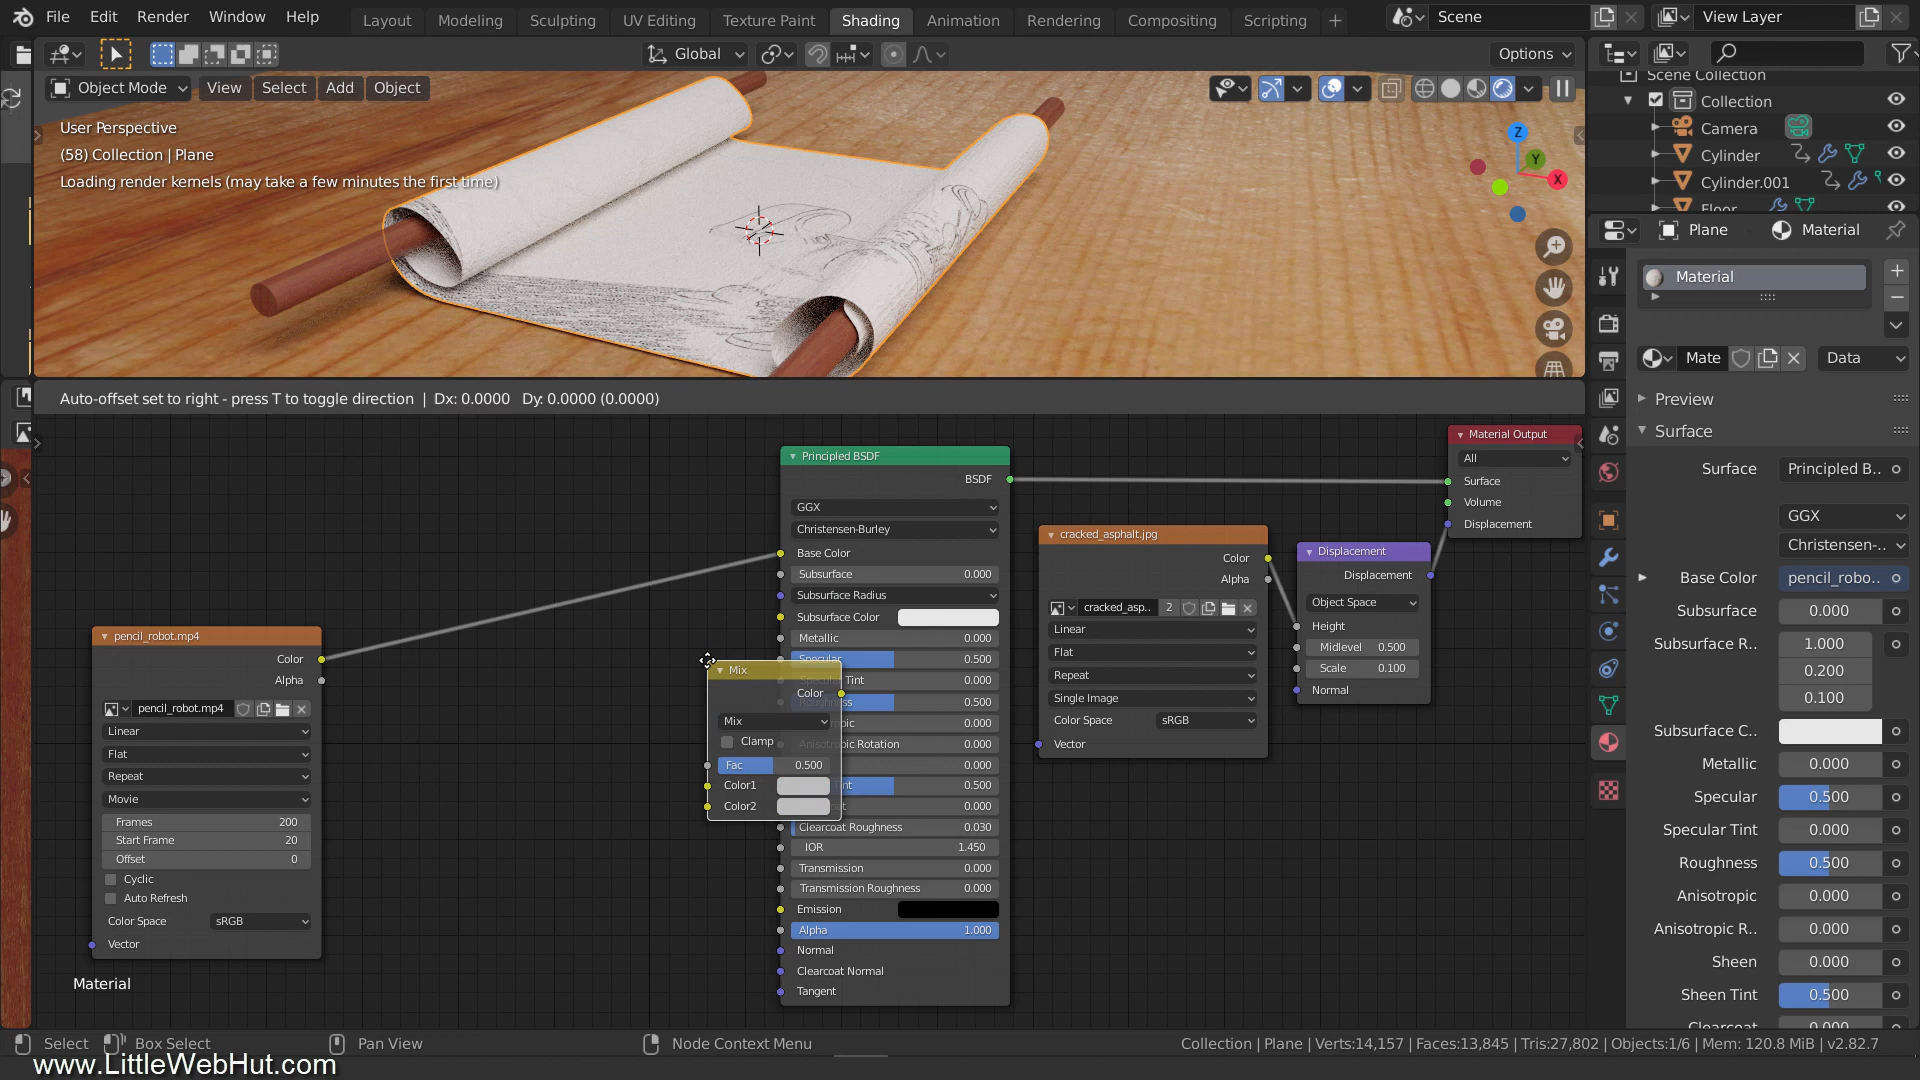 File Edit Render Window Help Layout Modeling Sculpting UV Editing Texture Paint Shading Animation Rendering Compositing Scripting + Scene View Layer
Global Options
Object Mode View Select Add Object
User Perspective
(58) Collection | Plane
Loading render kernels (may take a few minutes the first time)
Z
Y
X
Scene Collection
Collection
Camera
Cylinder
Cylinder.001
Floor
Plane Material
Material
Mate Data
Preview
Surface
Surface Principled B..
GGX
Christensen-..
Base Color pencil_robo..
Subsurface 0.000
Subsurface R.. 1.000
0.200
0.100
Subsurface C..
Metallic 0.000
Specular 0.500
Specular Tint 0.000
Roughness 0.500
Anisotropic 0.000
Anisotropic R.. 0.000
Sheen 0.000
Sheen Tint 0.500
Clearcoat 0.000
Auto-offset set to right - press T to toggle direction | Dx: 0.0000 Dy: 0.0000 (0.0000)
pencil_robot.mp4
Color
Alpha
pencil_robot.mp4
Linear
Flat
Repeat
Movie
Frames 200
Start Frame 20
Offset 0
Cyclic
Auto Refresh
Color Space sRGB
Vector
Material
Mix
Color
Mix
Clamp
Fac 0.500
Color1
Color2
Principled BSDF
BSDF
GGX
Christensen-Burley
Base Color
Subsurface 0.000
Subsurface Radius
Subsurface Color
Metallic 0.000
Specular 0.500
Tint 0.000
Roughness 0.500
0.000
Anisotropic Rotation 0.000
0.000
0.500
0.000
Clearcoat Roughness 0.030
IOR 1.450
Transmission 0.000
Transmission Roughness 0.000
Emission
Alpha 1.000
Normal
Clearcoat Normal
Tangent
cracked_asphalt.jpg
Color
Alpha
cracked_asp.. 2
Linear
Flat
Repeat
Single Image
Color Space sRGB
Vector
Displacement
Displacement
Object Space
Height
Midlevel 0.500
Scale 0.100
Normal
Material Output
All
Surface
Volume
Displacement
Select Box Select Pan View Node Context Menu Collection | Plane | Verts:14,157 | Faces:13,845 | Tris:27,802 | Objects:1/6 | Mem: 120.8 MiB | v2.82.7
www.LittleWebHut.com